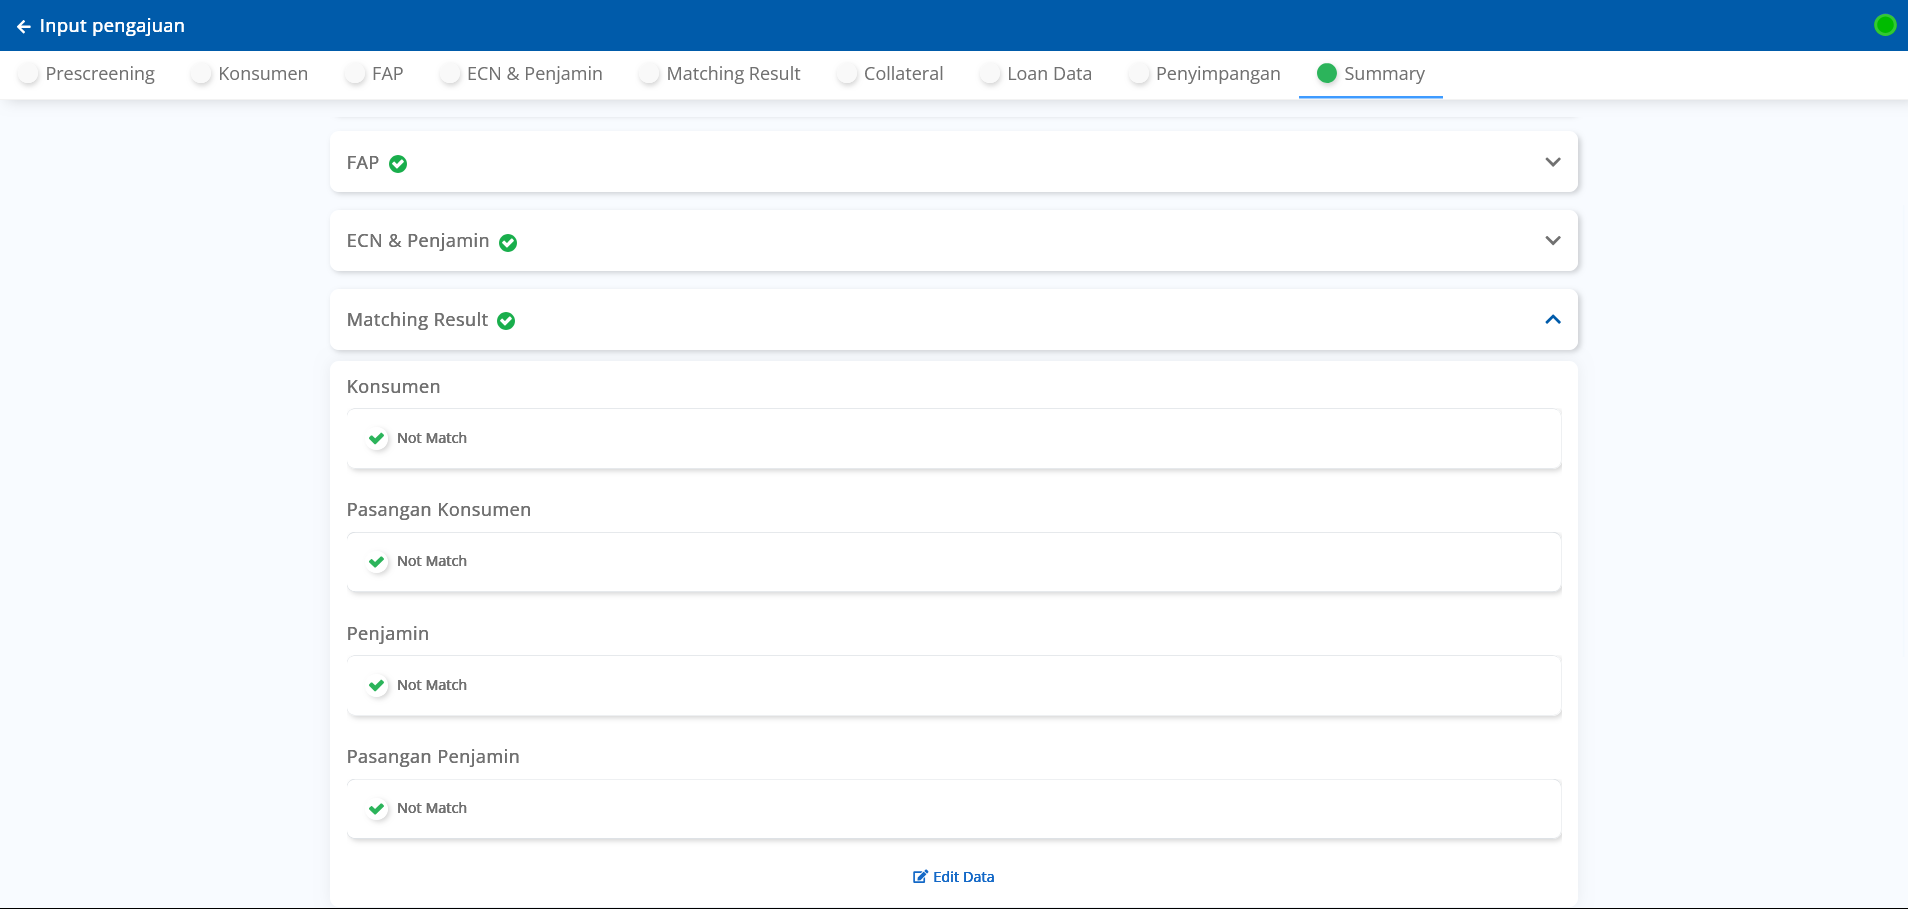 Input pengajuan
Prescreening Konsumen FAP ECN & Penjamin Matching Result Collateral Loan Data Penyimpangan Summary
FAP
ECN & Penjamin
Matching Result
Konsumen
Not Match
Pasangan Konsumen
Not Match
Penjamin
Not Match
Pasangan Penjamin
Not Match
Edit Data